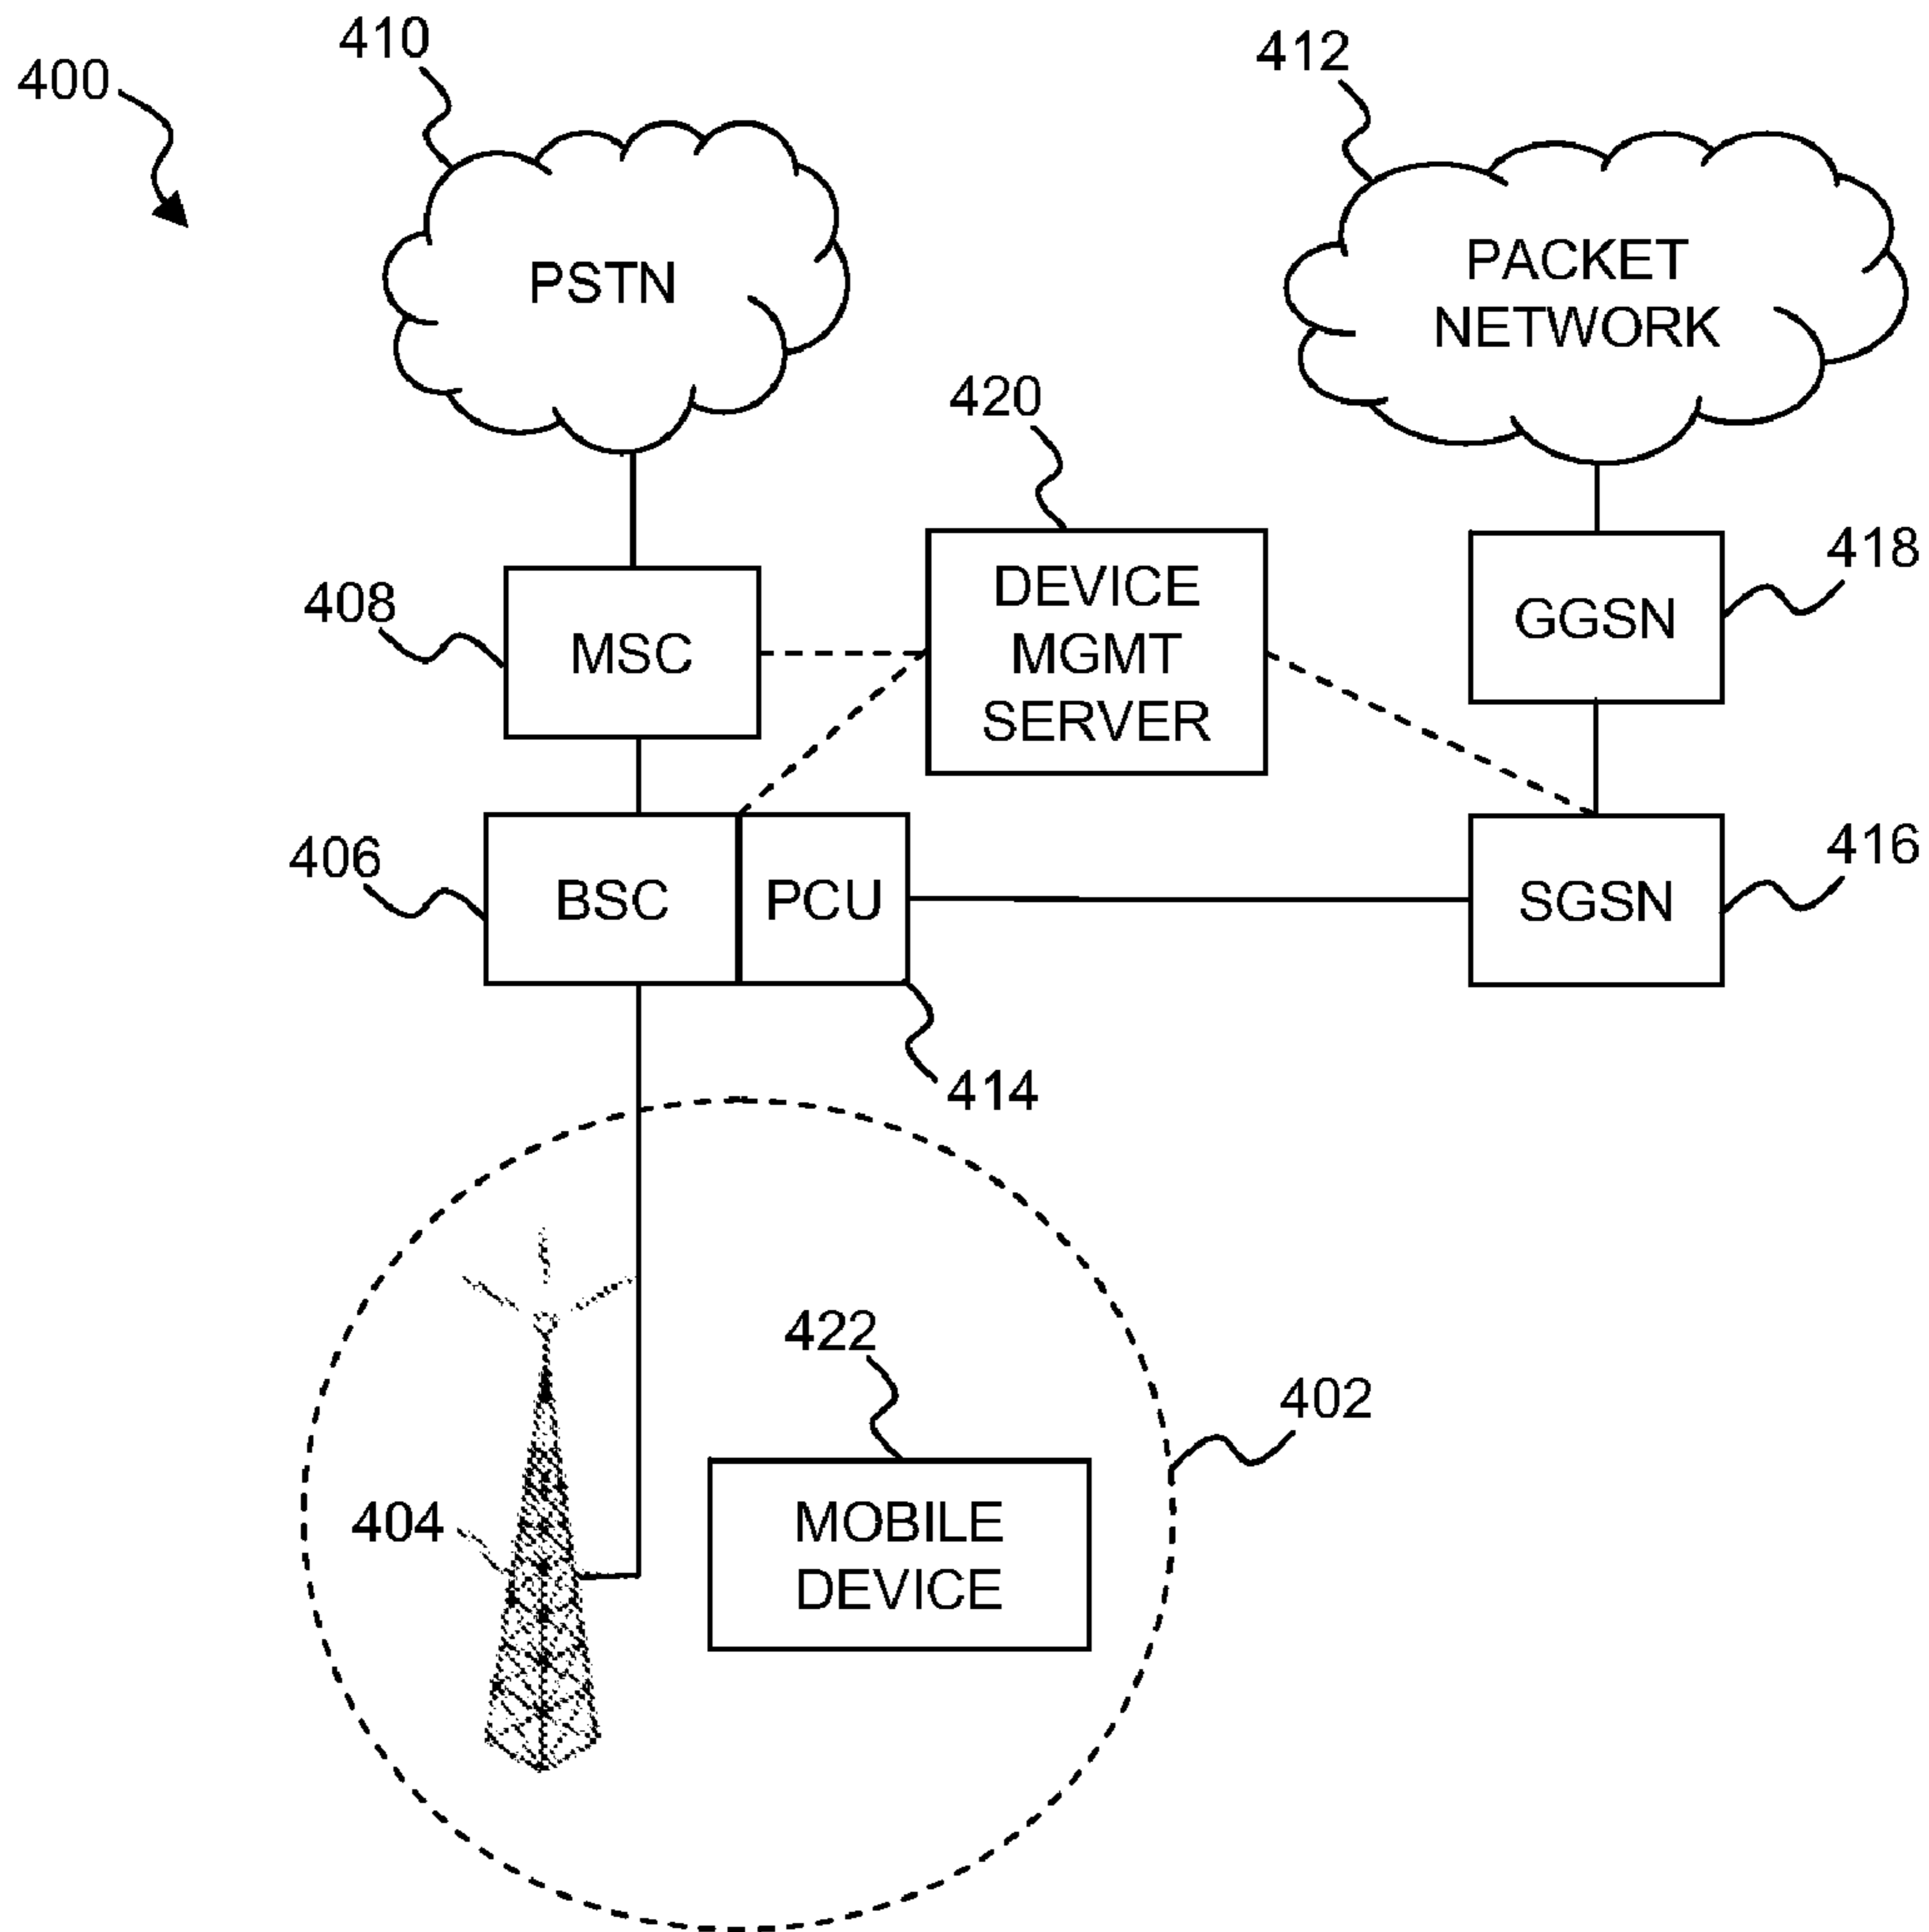 400
410
412
PSTN
PACKET
NETWORK
420
408
MSC
DEVICE
MGMT
SERVER
418
GGSN
406
BSC
PCU
416
SGSN
414
422
402
404
MOBILE
DEVICE